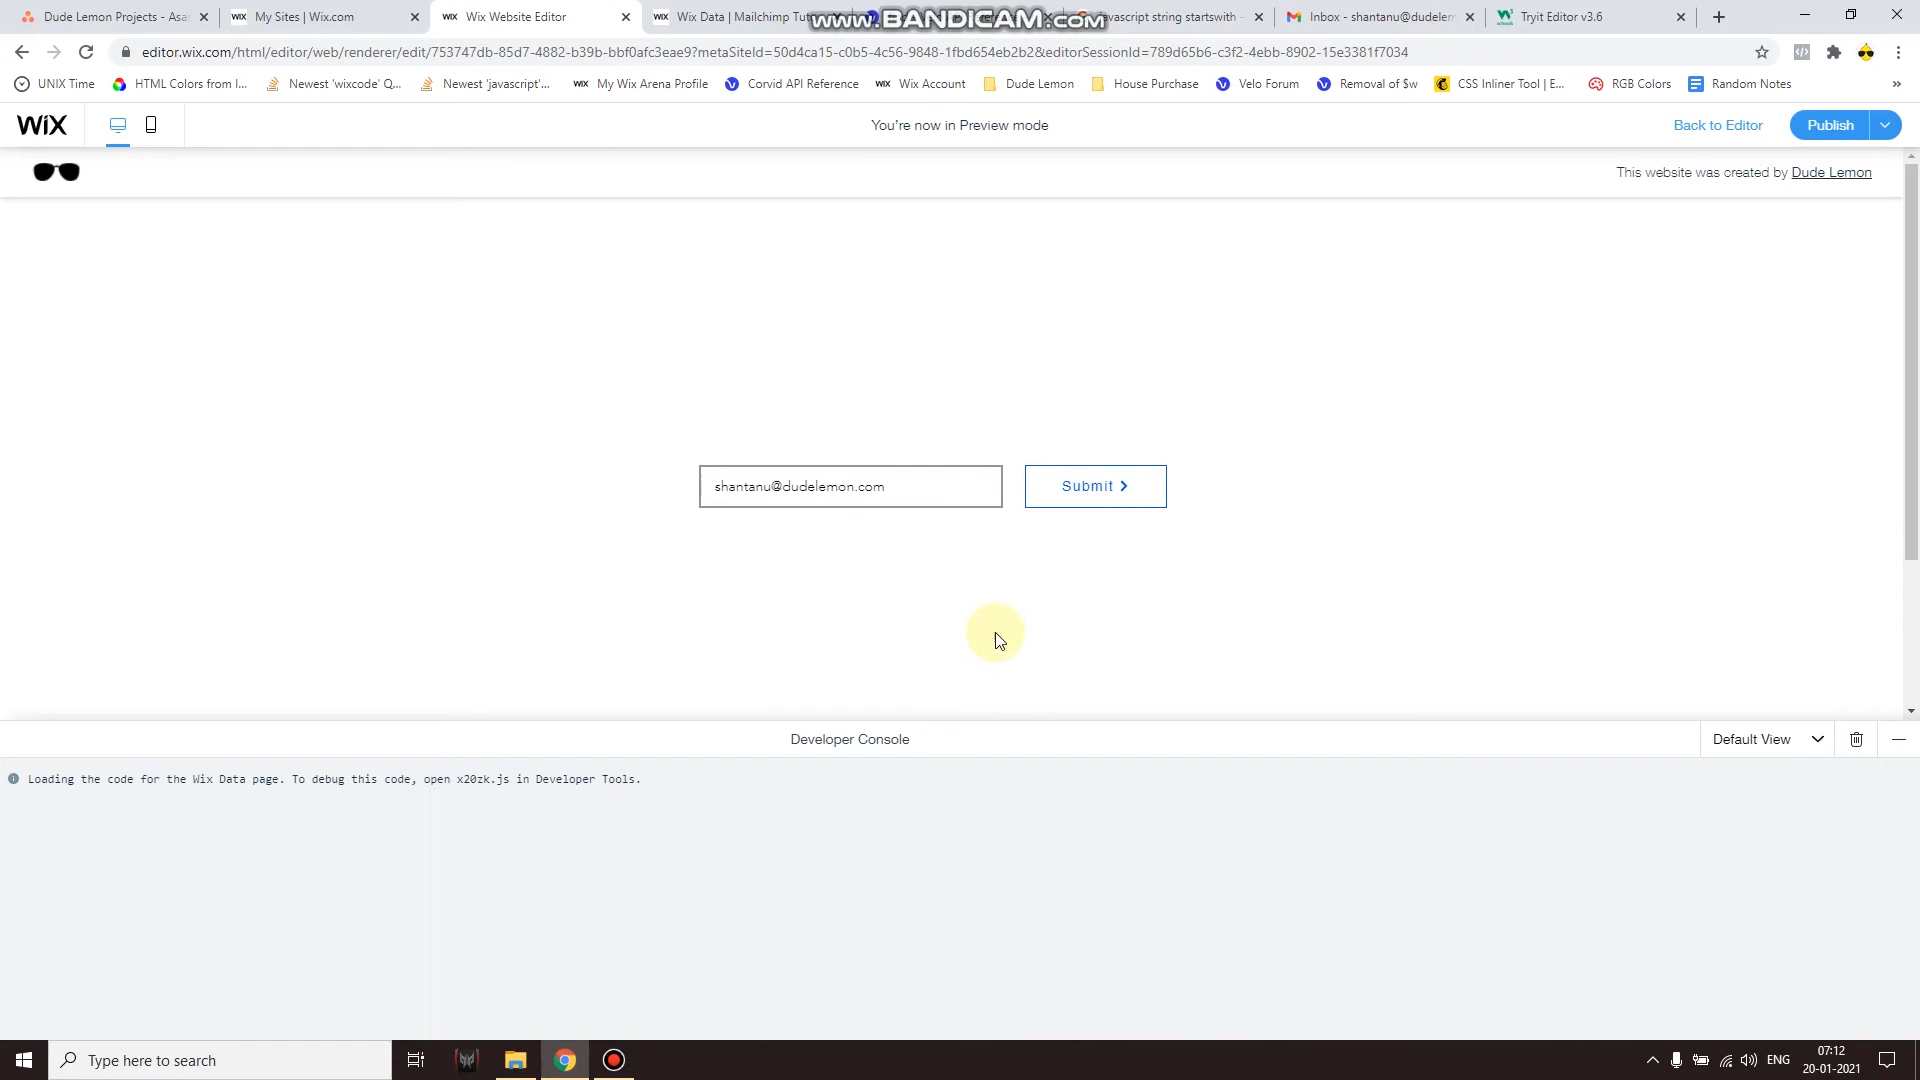 Dude Lemon Projects - Asa
My Sites | Wix.com
Wix Website Editor
Wix Data | Mailchimp Tut
www.BANDICAM.com
avascript string startswith -
Inbox - shantanu@dudelem
Tryit Editor v3.6
editor.wix.com/html/editor/web/renderer/edit/753747db-85d7-4882-b39b-bbf0afc3eae9?metaSiteId=50d4ca15-c0b5-4c56-9848-1fbd654eb2b2&editorSessionId=789d65b6-c3f2-4ebb-8902-15e3381f7034
UNIX Time
HTML Colors from I...
Newest 'wixcode' Q...
Newest 'javascript'...
My Wix Arena Profile
Corvid API Reference
Wix Account
Dude Lemon
House Purchase
Velo Forum
Removal of $w
CSS Inliner Tool | E...
RGB Colors
Random Notes
WiX
You're now in Preview mode
Back to Editor
Publish
This website was created by Dude Lemon
shantanu@dudelemon.com
Submit
Developer Console
Default View
Loading the code for the Wix Data page. To debug this code, open x20zk.js in Developer Tools.
Type here to search
ENG
07:12
20-01-2021